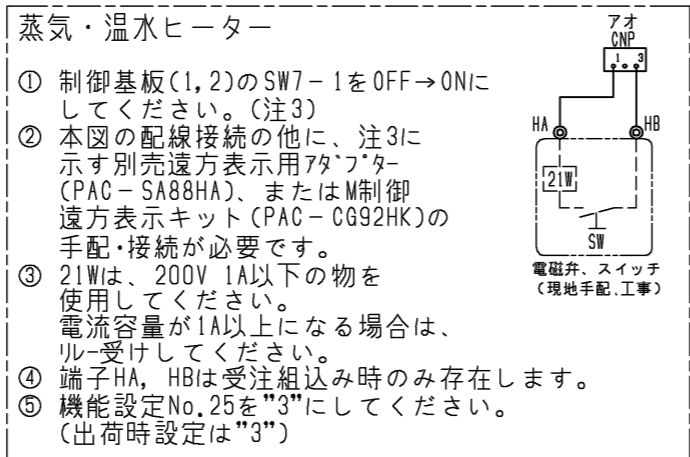 蒸気・温水ヒーター
① 制御基板(1,2)のSW7-1をOFF→ONに
してください。(注3)
② 本図の配線接続の他に、注3に
示す別売遠方表示用ｱﾀﾞﾌﾟﾀｰ
(PAC-SA88HA)、またはM制御
遠方表示キット(PAC-CG92HK)の
手配・接続が必要です。
③ 21Wは、200V 1A以下の物を
使用してください。
電流容量が1A以上になる場合は、
ﾘﾚｰ受けしてください。
④ 端子HA, HBは受注組込み時のみ存在します。
⑤ 機能設定No.25を"3"にしてください。
(出荷時設定は"3")
アオ
CNP
1 3
HA HB
21W
SW
電磁弁、スイッチ
(現地手配.工事)